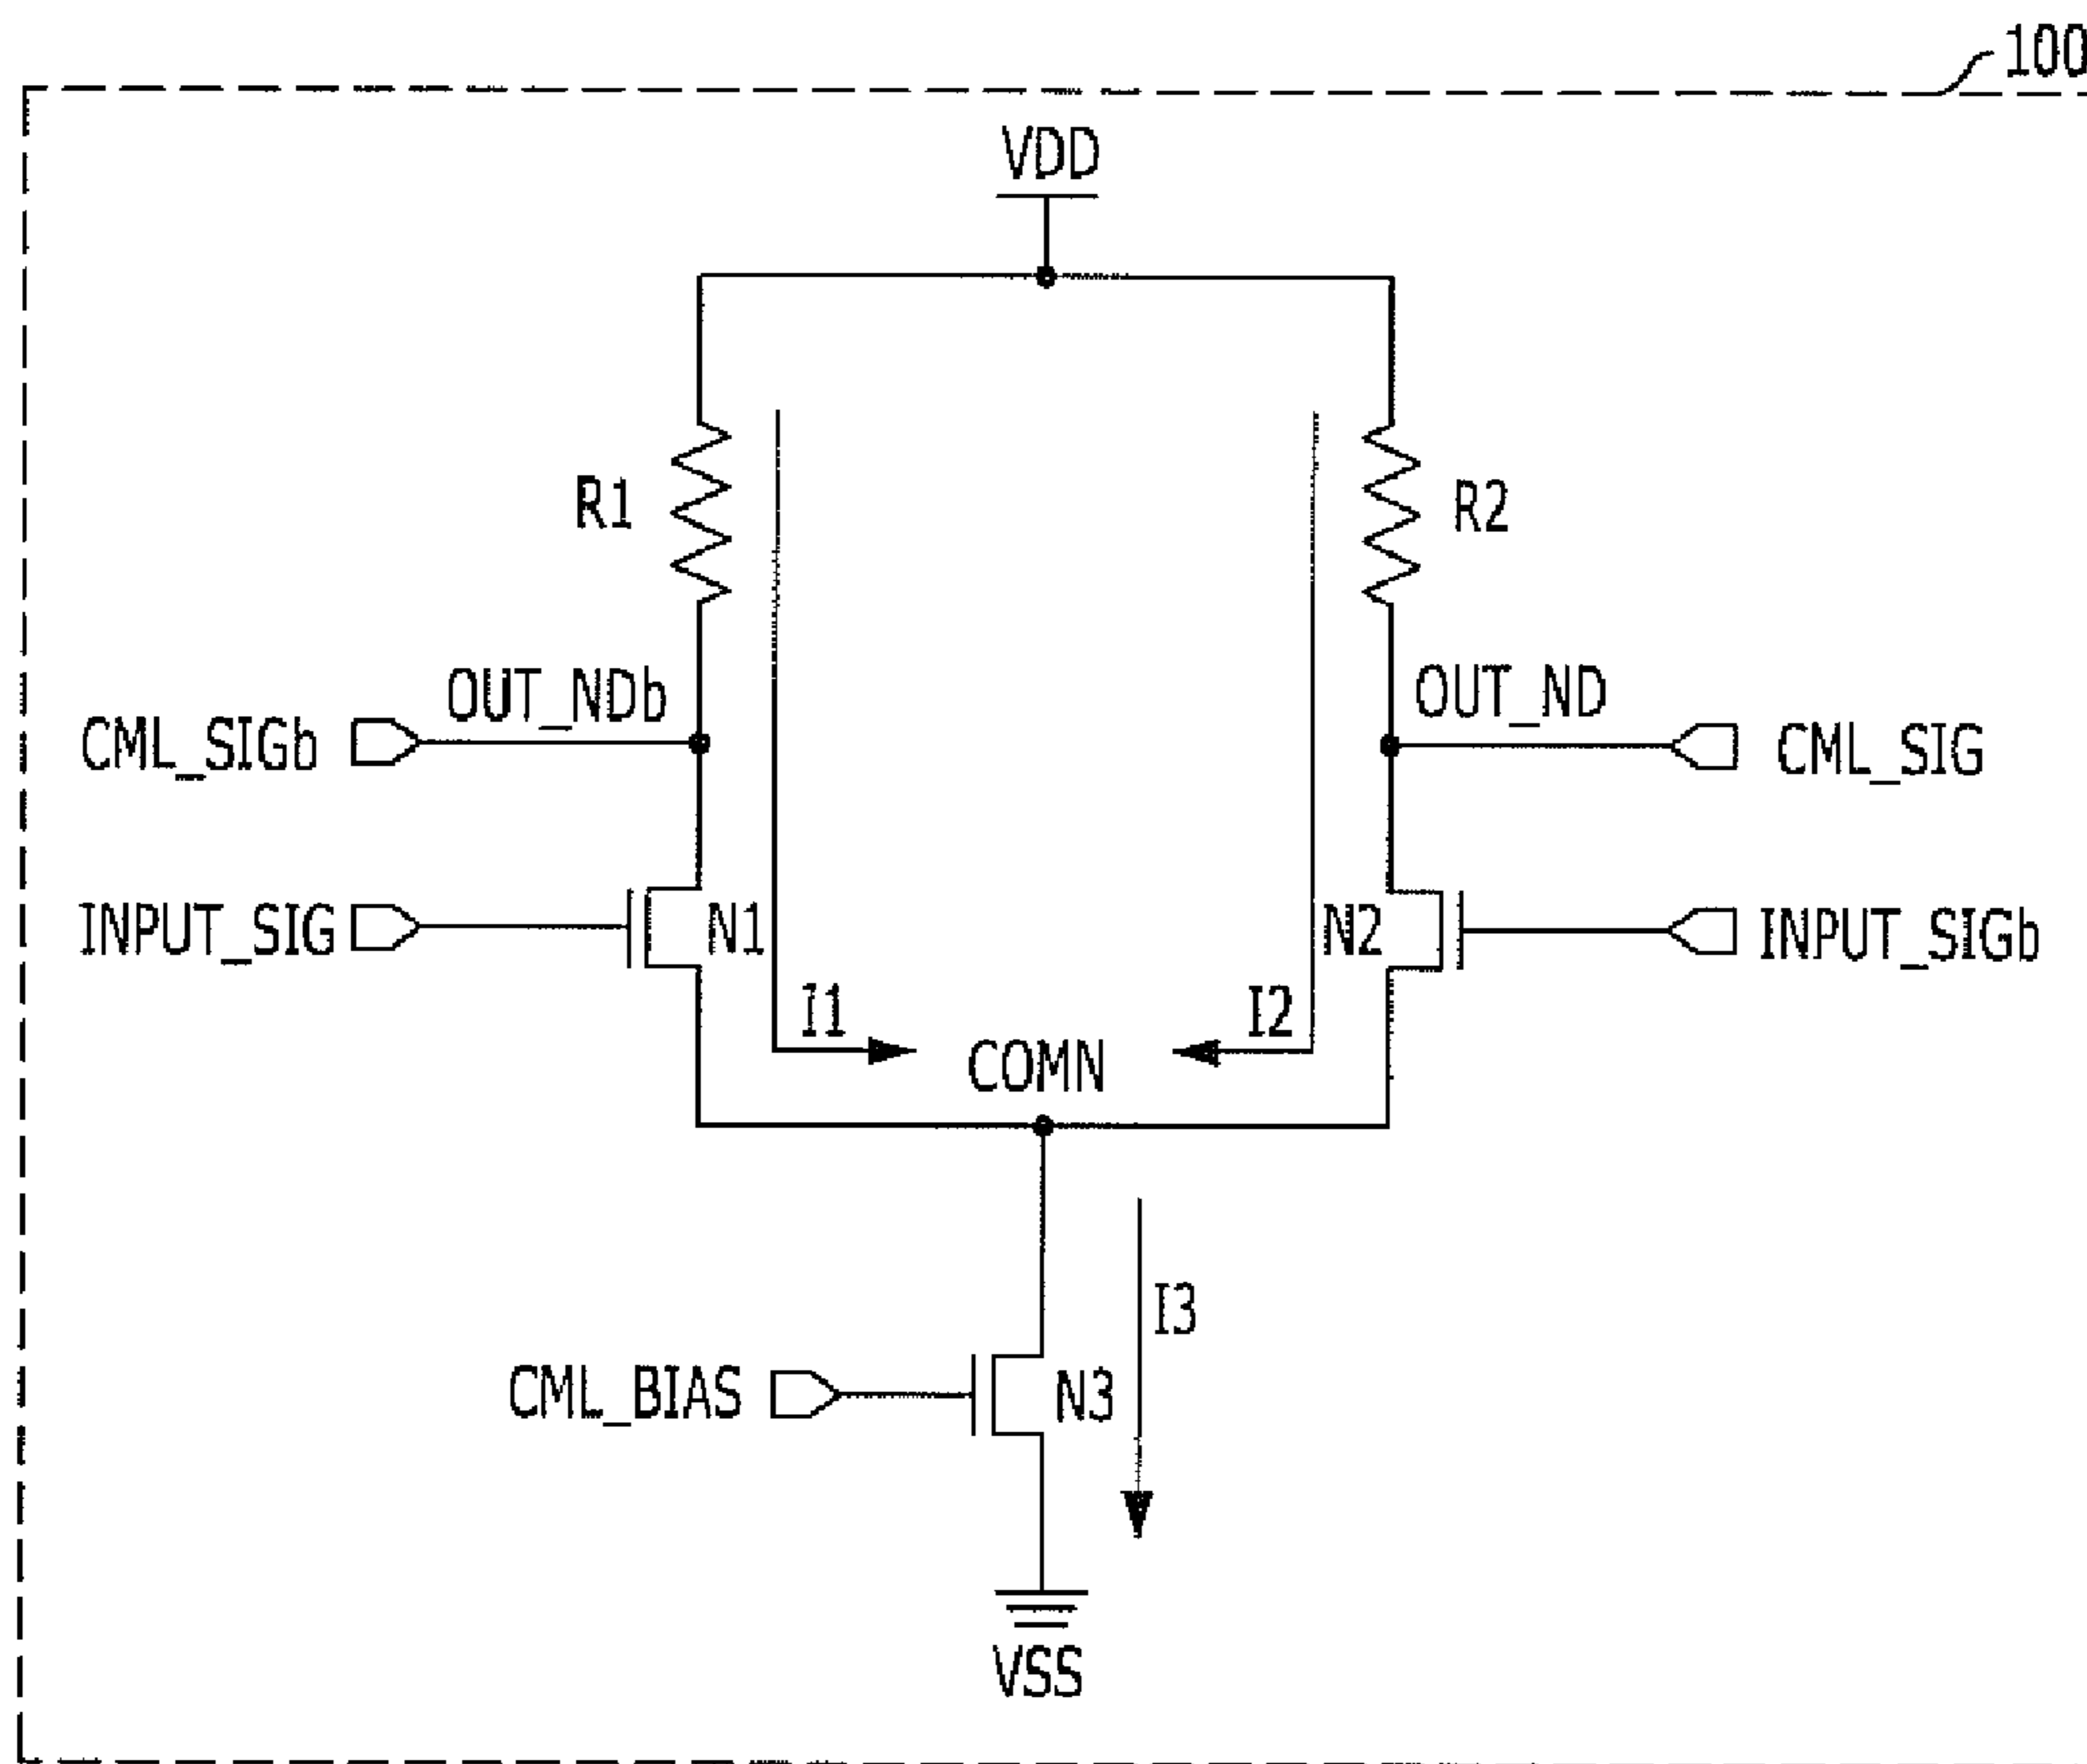 100
VDD
R1
R2
OUT_NDb
OUT_ND
CML_SIGb
CML_SIG
INPUT_SIG
N1
N2
INPUT_SIGb
I1
I2
COMN
I3
CML_BIAS
N3
VSS